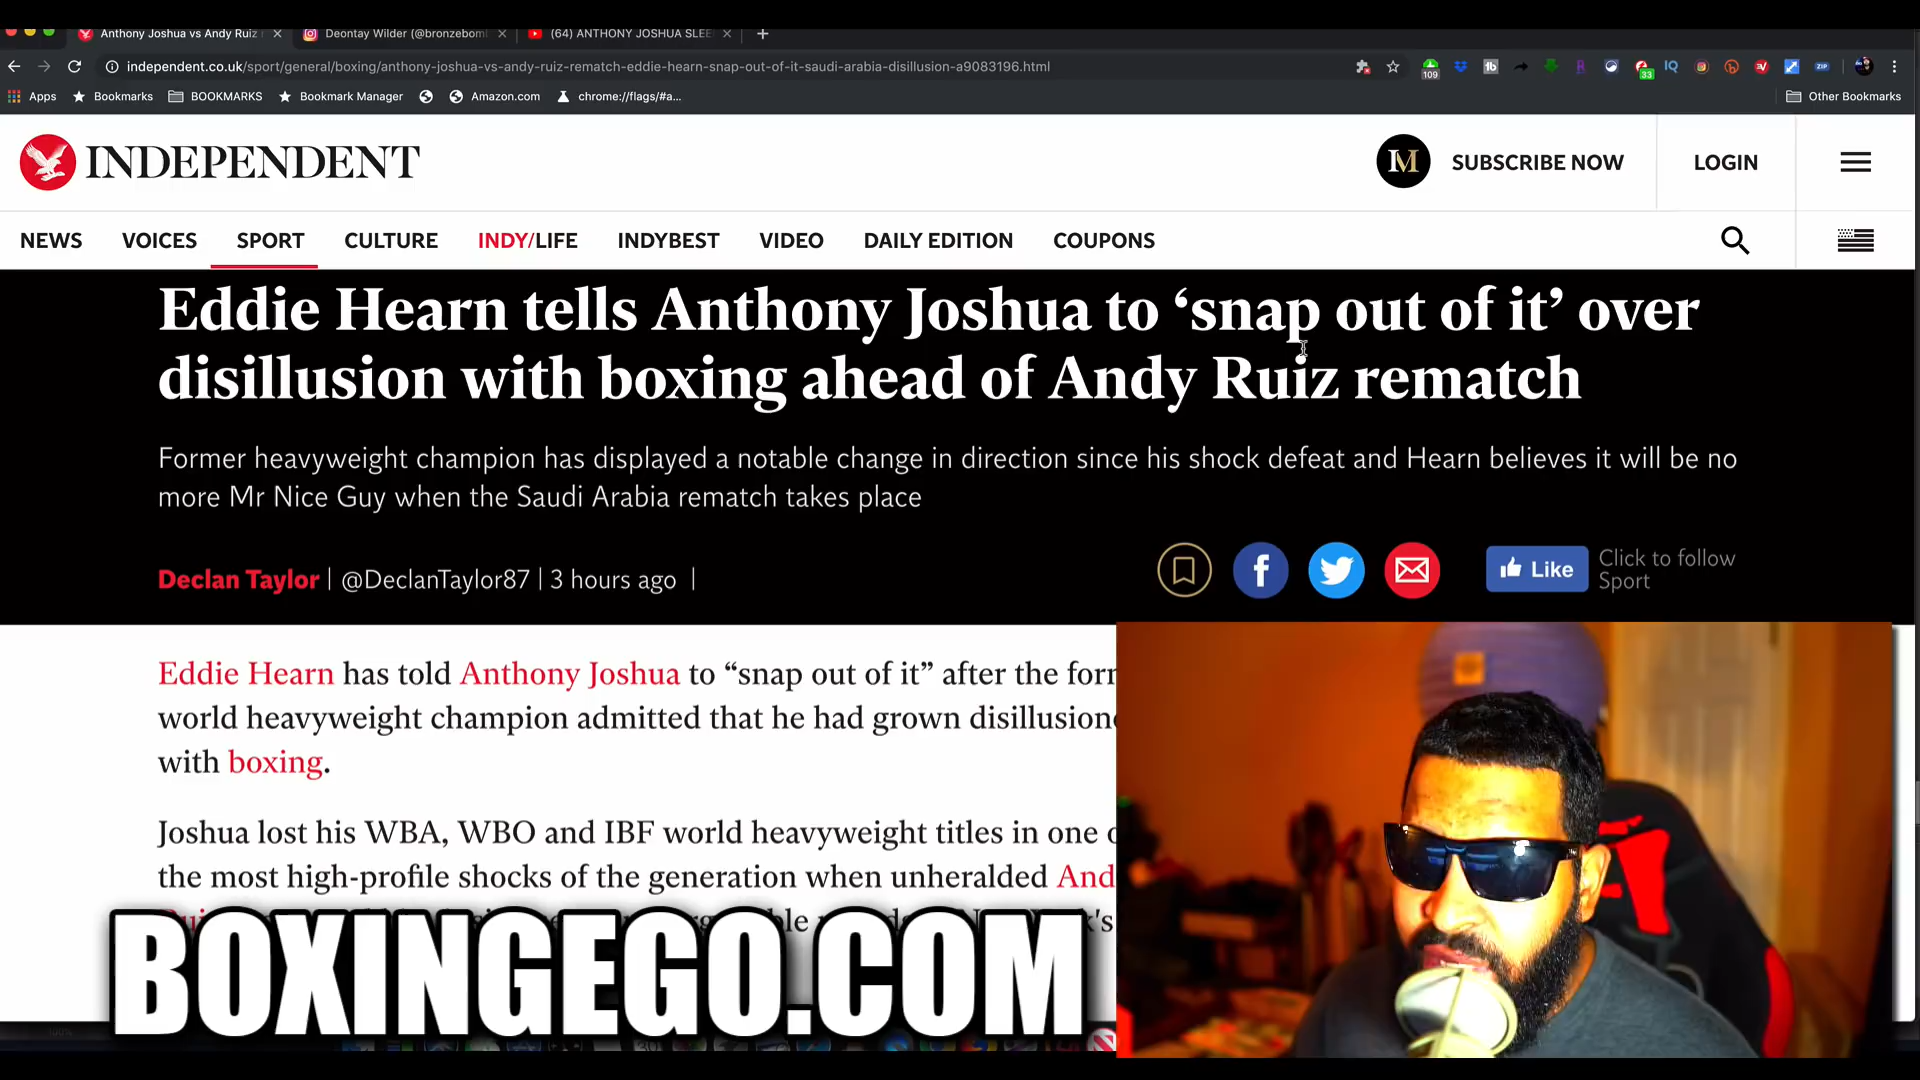 Anthony Joshua vs Andy Ruiz
Deontay Wilder (@bronzebom
(64) ANTHONY JOSHUA SLEE
independent.co.uk/sport/general/boxing/anthony-joshua-vs-andy-ruiz-rematch-eddie-hearn-snap-out-of-it-saudi-arabia-disillusion-a9083196.html
109
33
IQ
ZIP
Apps
Bookmarks
BOOKMARKS
Bookmark Manager
Amazon.com
chrome://flags/#a...
Other Bookmarks
INDEPENDENT
M
SUBSCRIBE NOW
LOGIN
NEWS
VOICES
SPORT
CULTURE
INDY/LIFE
INDYBEST
VIDEO
DAILY EDITION
COUPONS
Eddie Hearn tells Anthony Joshua to ‘snap out of it’ over
disillusion with boxing ahead of Andy Ruiz rematch
Former heavyweight champion has displayed a notable change in direction since his shock defeat and Hearn believes it will be no
more Mr Nice Guy when the Saudi Arabia rematch takes place
Declan Taylor | @DeclanTaylor87 | 3 hours ago |
Like
Click to follow
Sport
Eddie Hearn has told Anthony Joshua to “snap out of it” after the for
world heavyweight champion admitted that he had grown disillusione
with boxing.
Joshua lost his WBA, WBO and IBF world heavyweight titles in one o
the most high-profile shocks of the generation when unheralded And
BOXINGEGO.COM